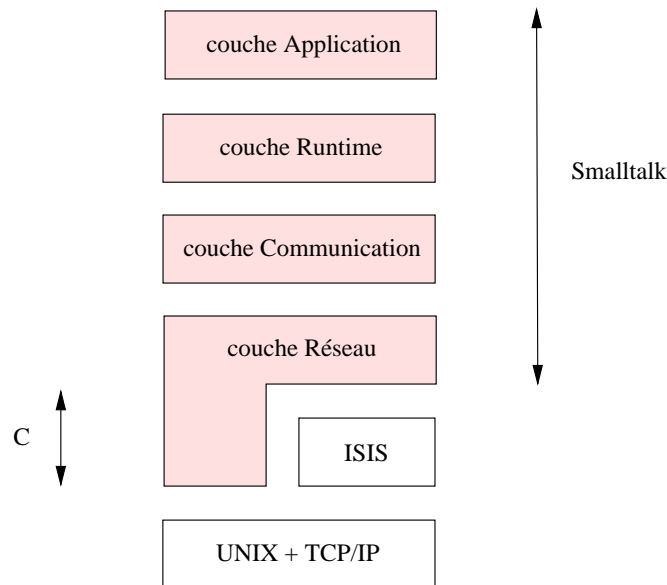 couche Application
couche Runtime
Smalltalk
couche Communication
couche Réseau
C
ISIS
UNIX + TCP/IP